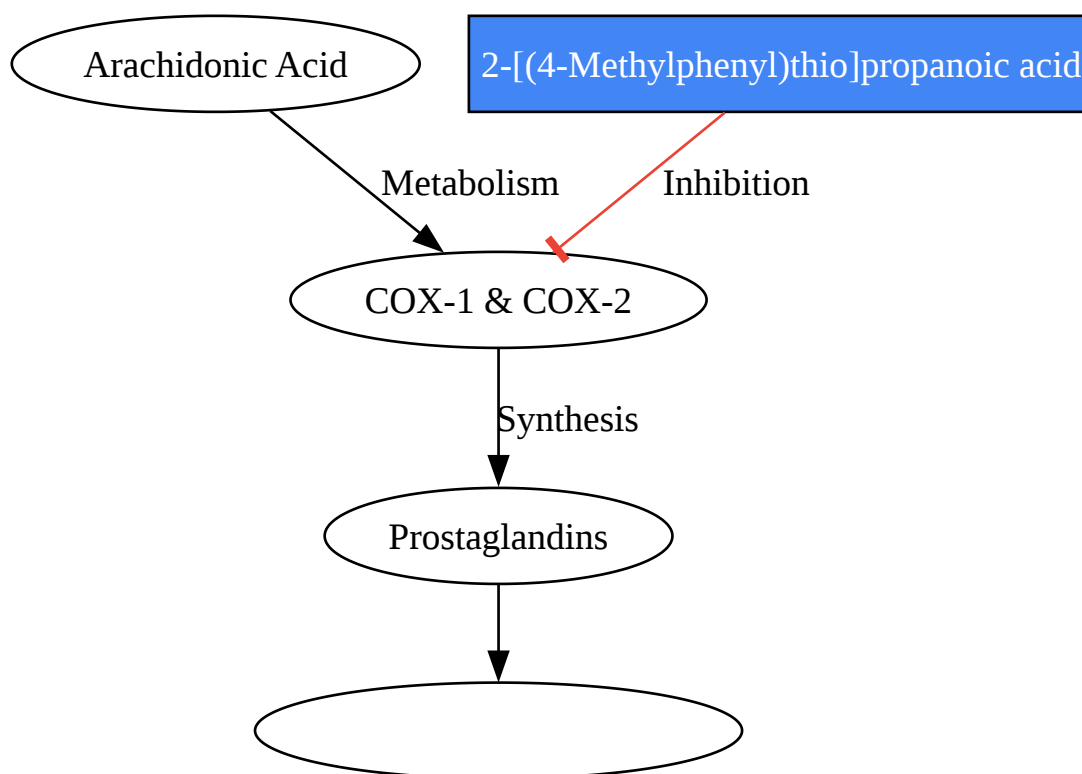 Arachidonic Acid
2-[(4-Methylphenyl)thio]propanoic acid
Metabolism
Inhibition
COX-1 & COX-2
Synthesis
Prostaglandins